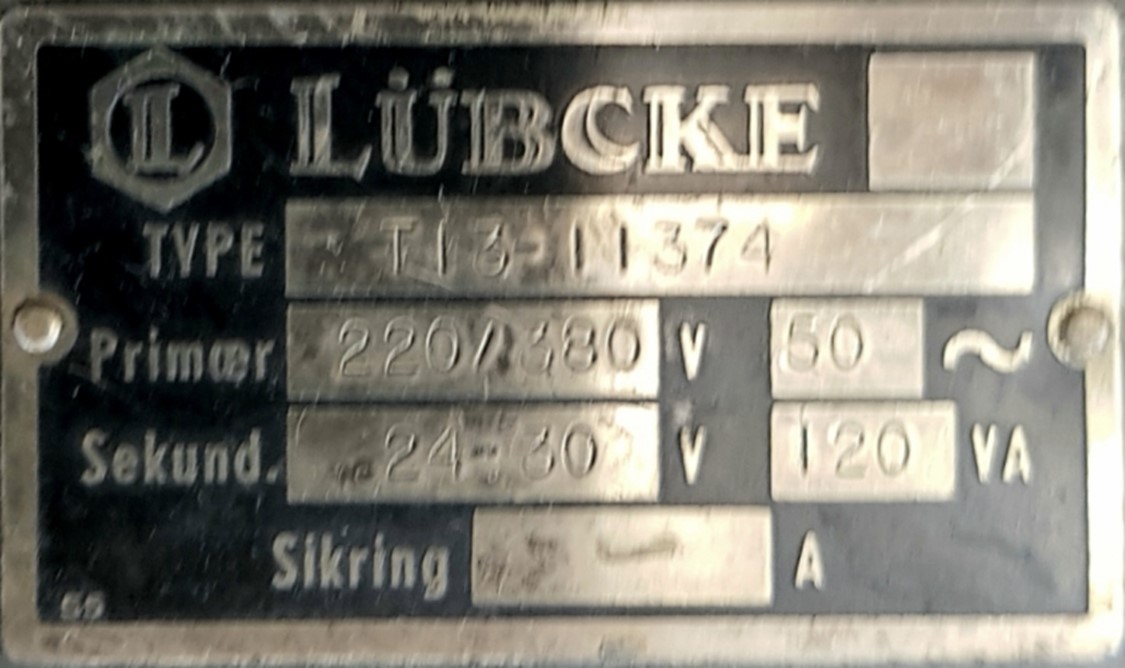 L LÜBCKE
TYPE T13-11374
Primær 220/380 V 50 ~
Sekund. 24-30 V 120 VA
Sikring A